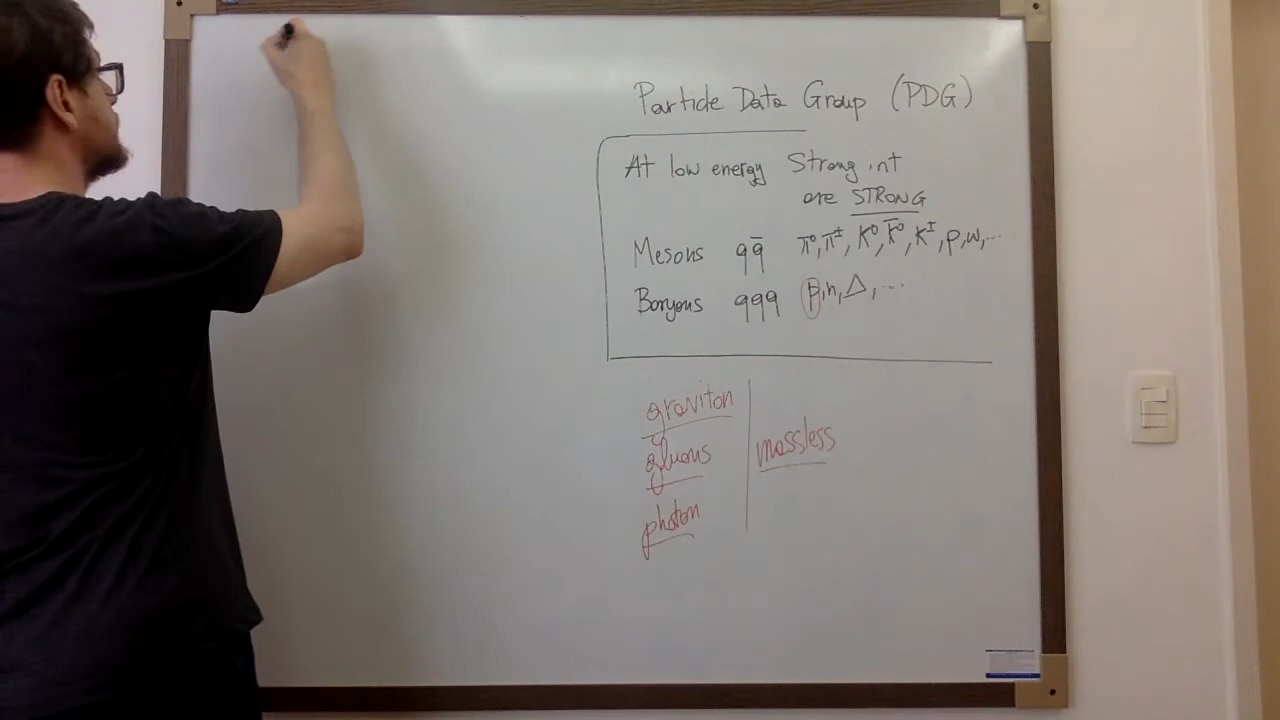 Particle Data Group (PDG)
At low energy Strong int
are STRONG
Mesons q q̄ π⁰, π±, K⁰, K̄⁰, K±, ρ, ω, ...
Baryons qqq p, n, Δ, ...
graviton
gluons massless
photon